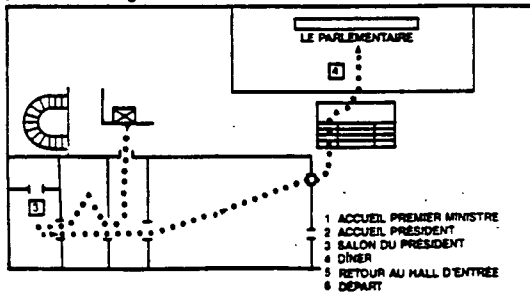 LE PARLEMENTAIRE
4
3
1 ACCUEIL PREMIER MINISTRE
2 ACCUEIL PRÉSIDENT
3 SALON DU PRÉSIDENT
4 DÎNER
5 RETOUR AU HALL D'ENTRÉE
6 DÉPART